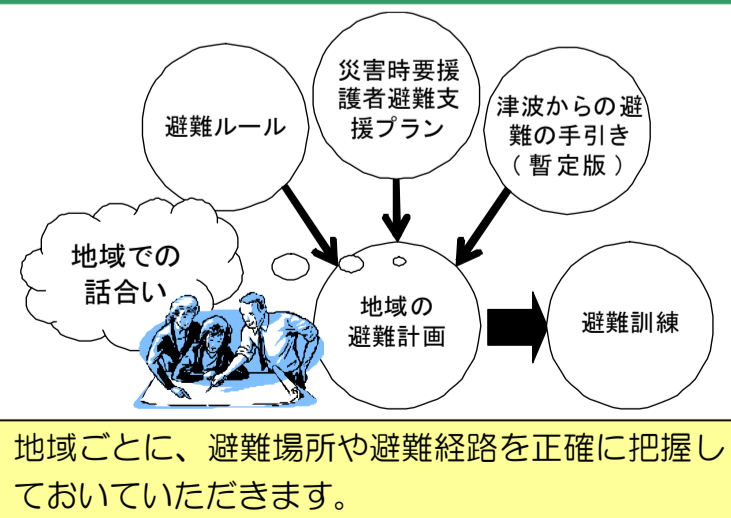 避難ルール
災害時要援
護者避難支
援プラン
津波からの避
難の手引き
（暫定版）
地域での
話合い
地域の
避難計画
避難訓練
地域ごとに、避難場所や避難経路を正確に把握し
ておいていただきます。